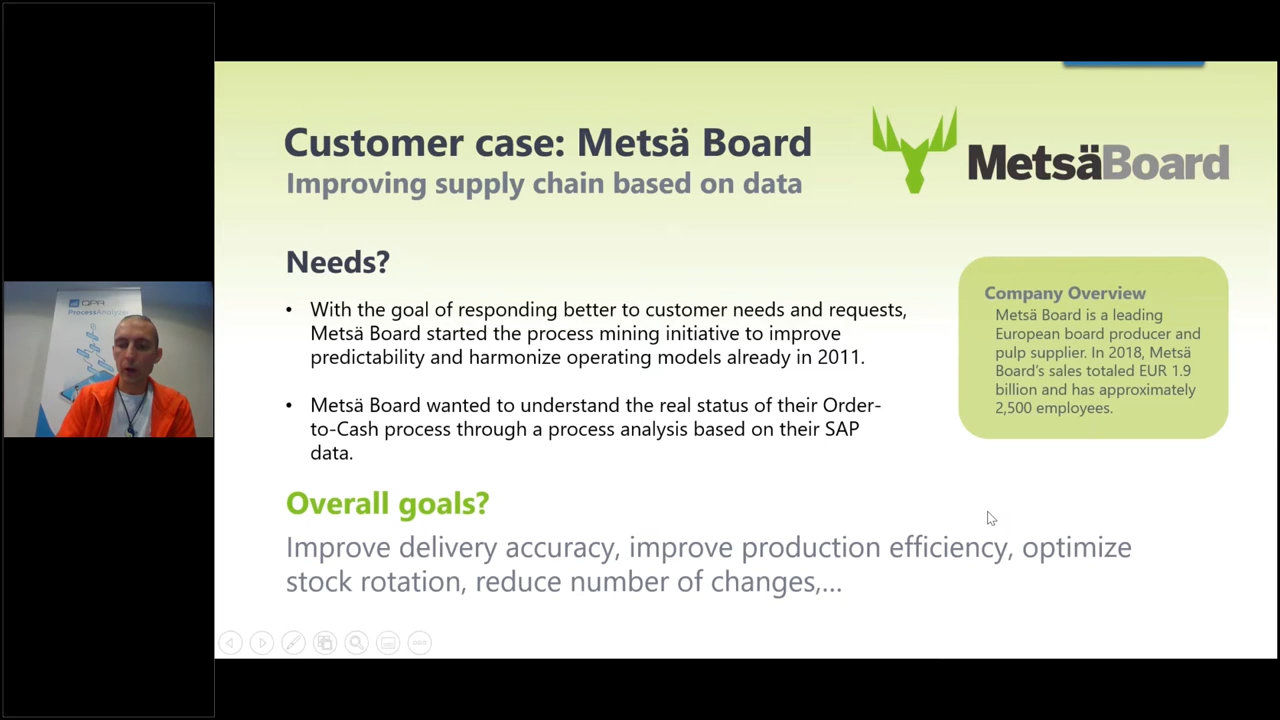 QPR
ProcessAnalyzer
Customer case: Metsä Board
Improving supply chain based on data
MetsäBoard
Needs?
• With the goal of responding better to customer needs and requests,
Metsä Board started the process mining initiative to improve
predictability and harmonize operating models already in 2011.
• Metsä Board wanted to understand the real status of their Order-
to-Cash process through a process analysis based on their SAP
data.
Company Overview
Metsä Board is a leading
European board producer and
pulp supplier. In 2018, Metsä
Board's sales totaled EUR 1.9
billion and has approximately
2,500 employees.
Overall goals?
Improve delivery accuracy, improve production efficiency, optimize
stock rotation, reduce number of changes,...